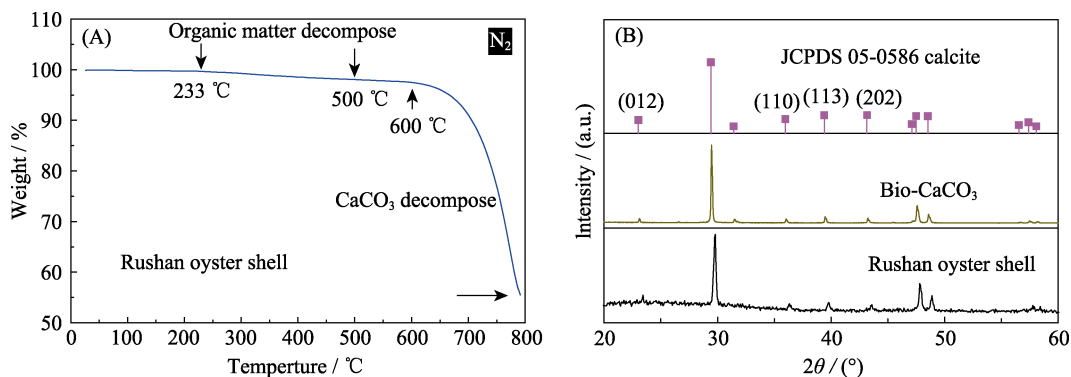 (A)
Organic matter decompose
N₂
233 ℃
500 ℃
600 ℃
CaCO₃ decompose
Rushan oyster shell
110
100
90
80
70
60
50
Weight / %
0 100 200 300 400 500 600 700 800
Temperture / ℃
(B)
JCPDS 05-0586 calcite
(012)
(110)
(113)
(202)
Bio-CaCO₃
Rushan oyster shell
Intensity / (a.u.)
20 30 40 50 60
2θ / (°)